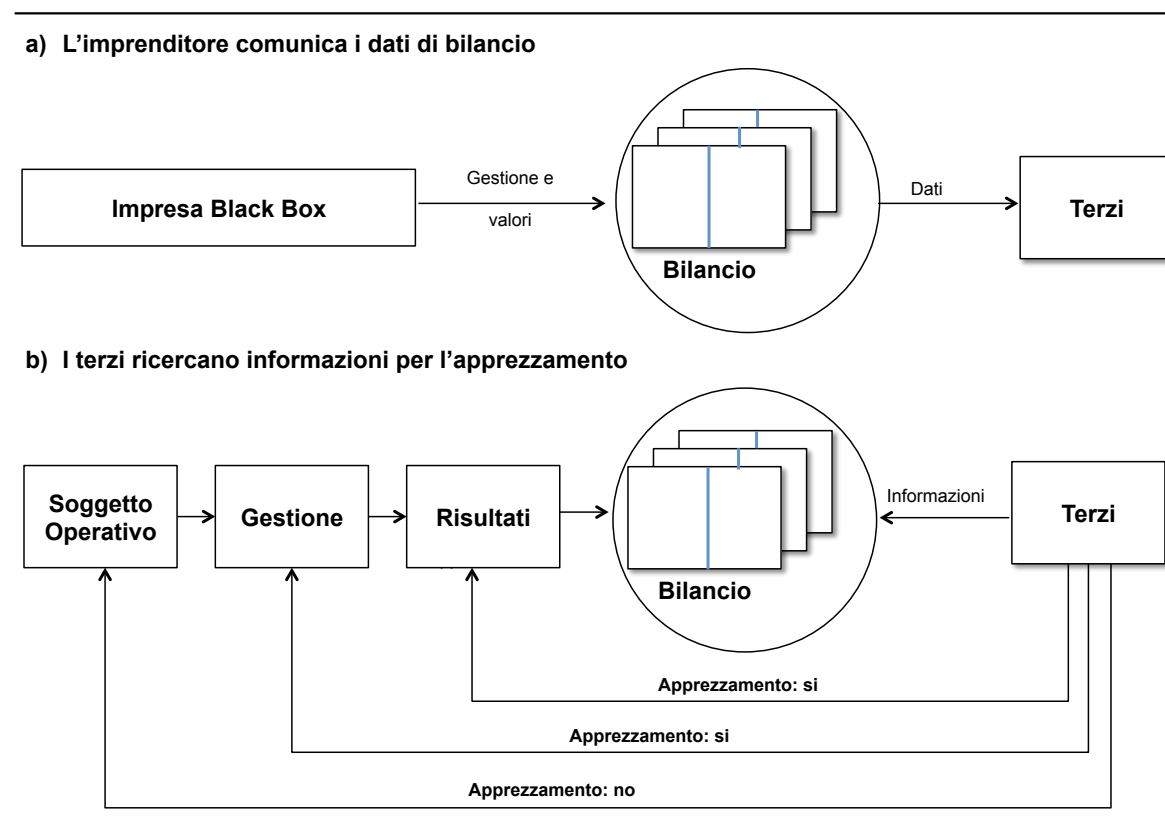 a) L'imprenditore comunica i dati di bilancio
Impresa Black Box
Gestione e
valori
Bilancio
Dati
Terzi
b) I terzi ricercano informazioni per l'apprezzamento
Soggetto
Operativo
Gestione
Risultati
Bilancio
Informazioni
Terzi
Apprezzamento: si
Apprezzamento: si
Apprezzamento: no